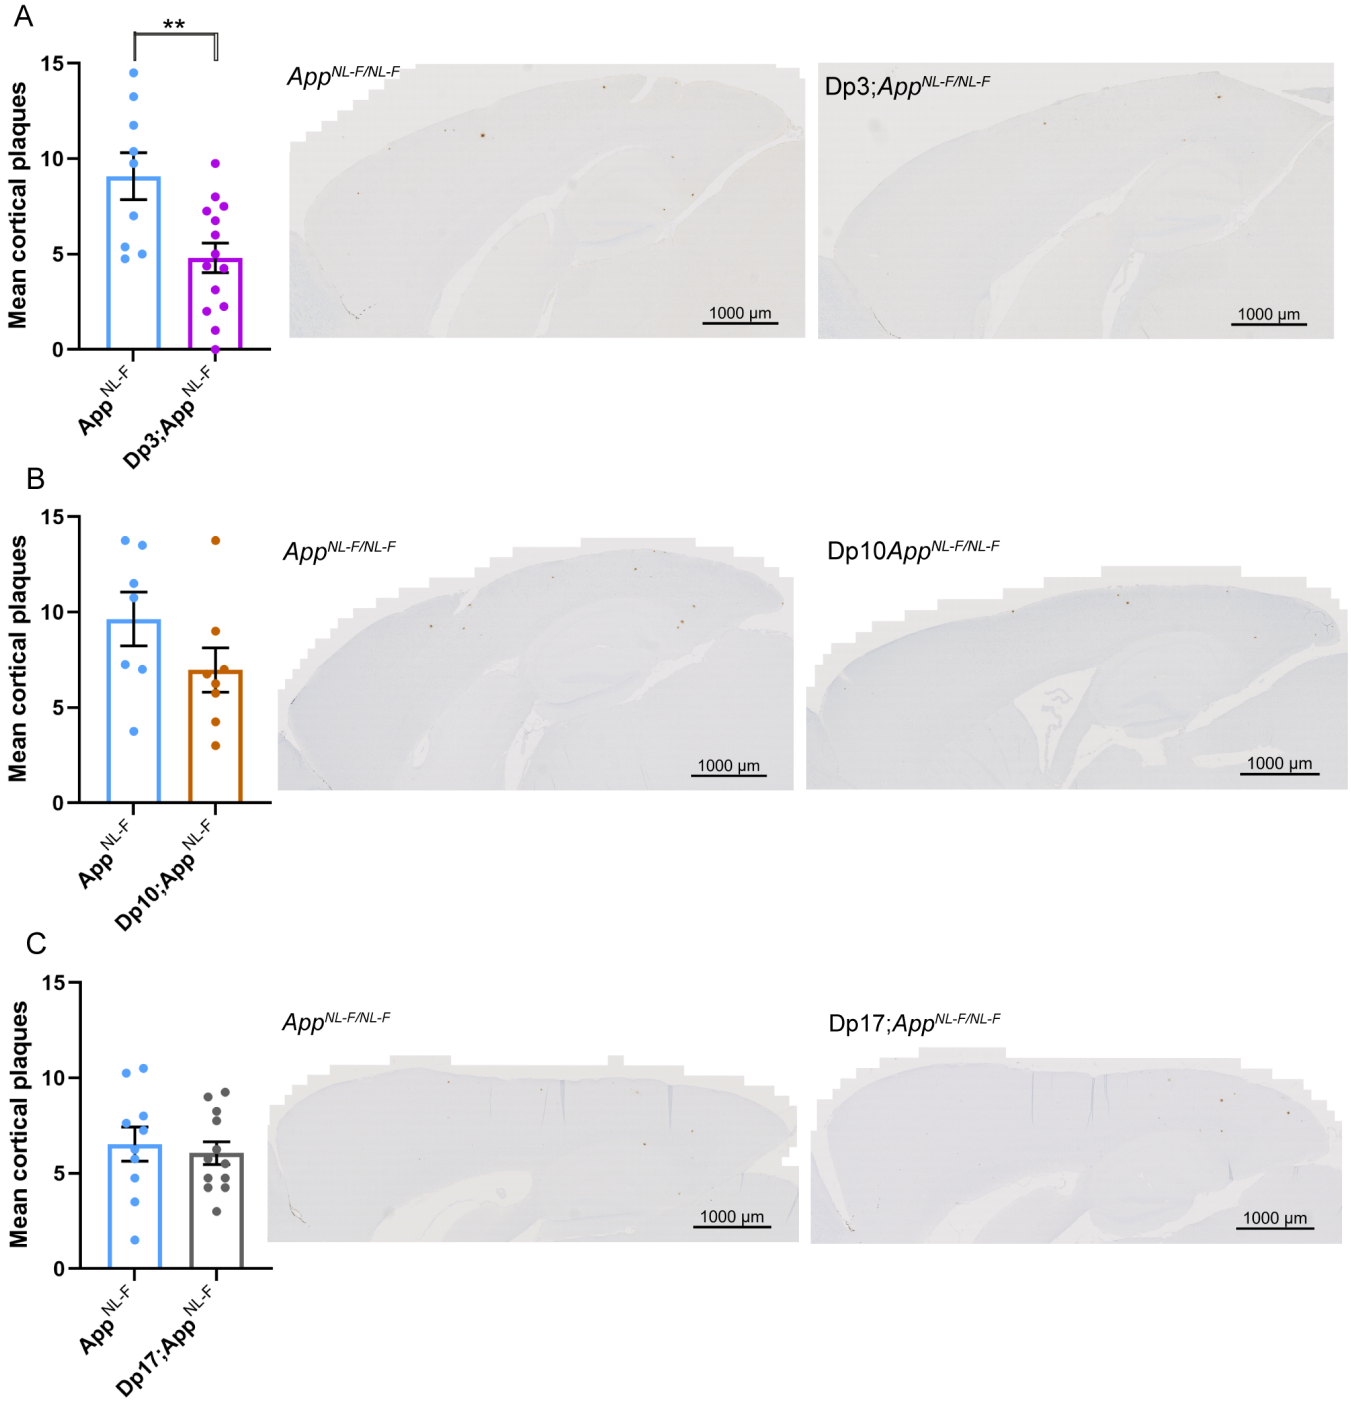 A
**
Mean cortical plaques
15
10
5
0
App^NL-F
Dp3;App^NL-F
App^NL-F/NL-F
1000 µm
Dp3;App^NL-F/NL-F
1000 µm
B
Mean cortical plaques
15
10
5
0
App^NL-F
Dp10;App^NL-F
App^NL-F/NL-F
1000 µm
Dp10App^NL-F/NL-F
1000 µm
C
Mean cortical plaques
15
10
5
0
App^NL-F
Dp17;App^NL-F
App^NL-F/NL-F
1000 µm
Dp17;App^NL-F/NL-F
1000 µm